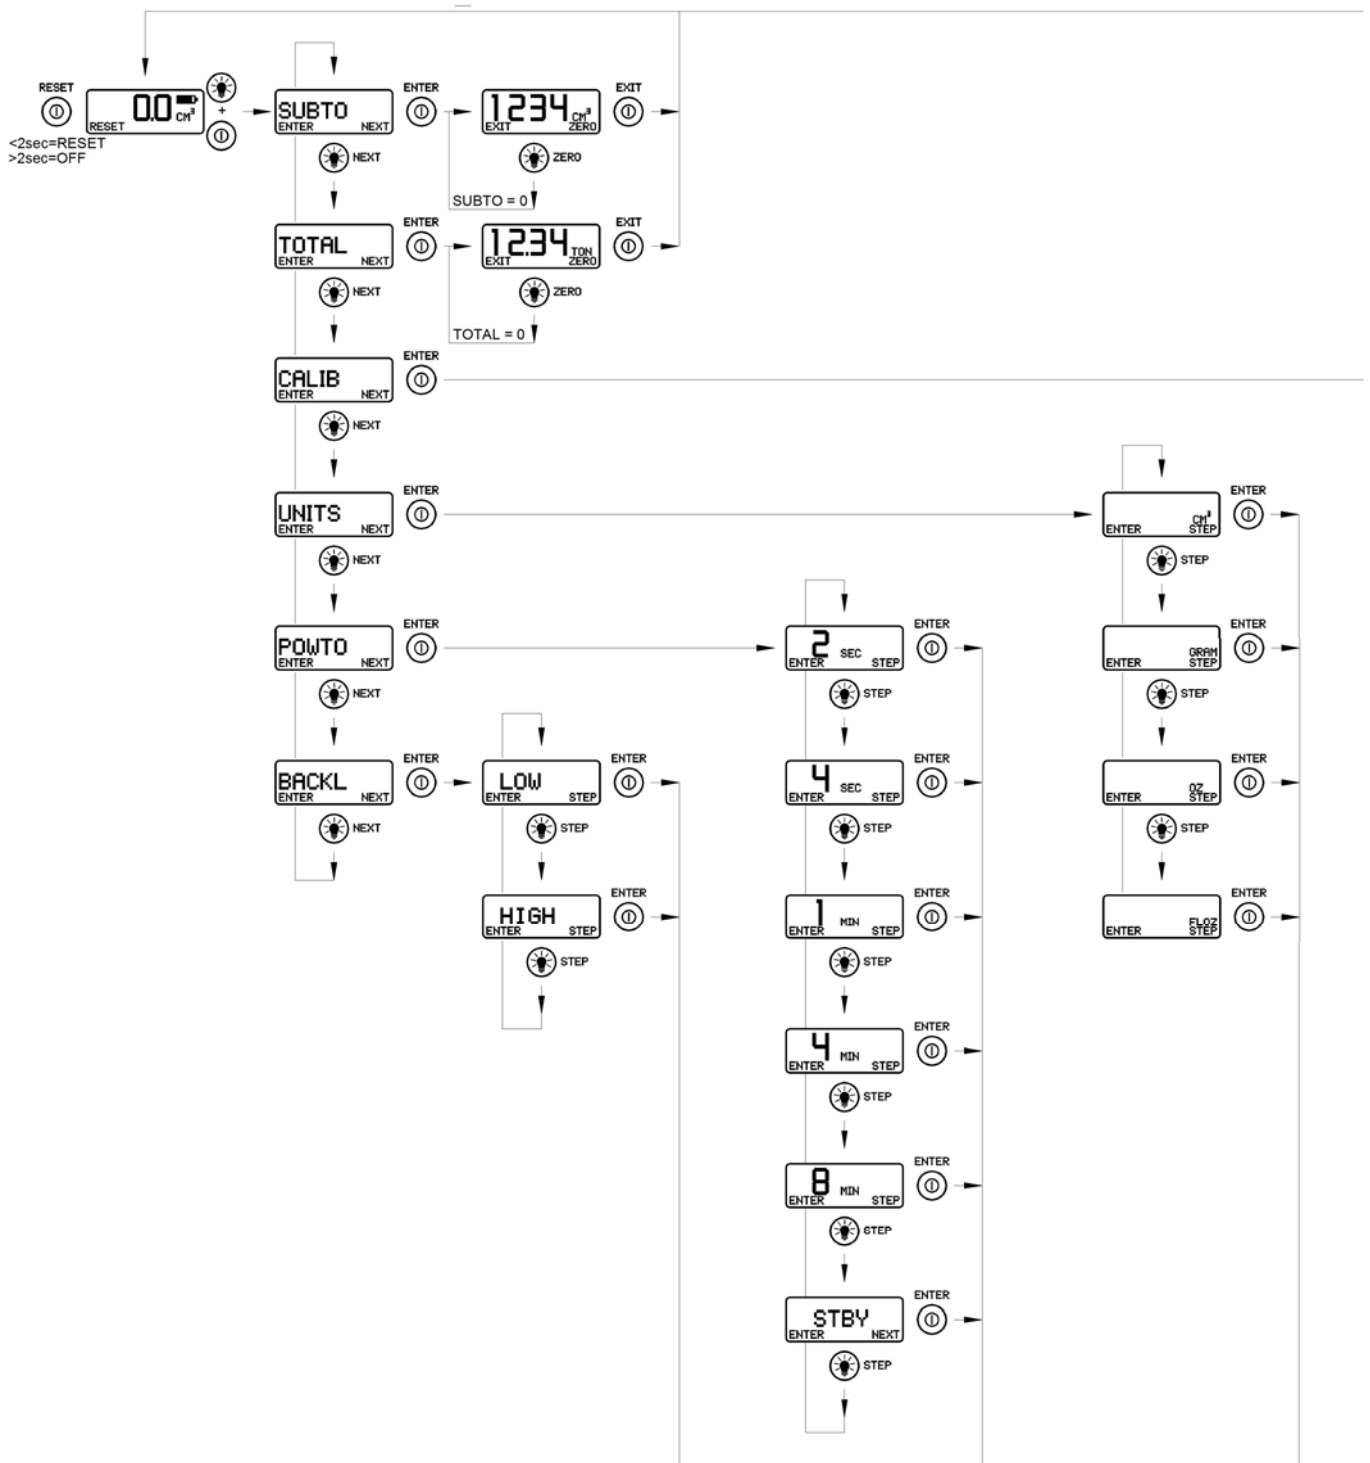 RESET
0.0 CM³
RESET
+
<2sec=RESET
>2sec=OFF
SUBTO
ENTER NEXT
NEXT
ENTER
1234 CM³
EXIT ZERO
EXIT
ZERO
SUBTO = 0
TOTAL
ENTER NEXT
NEXT
ENTER
12.34 TON
EXIT ZERO
EXIT
ZERO
TOTAL = 0
CALIB
ENTER NEXT
NEXT
ENTER
UNITS
ENTER NEXT
NEXT
ENTER
CM³
ENTER STEP
ENTER
STEP
GRAM
ENTER STEP
ENTER
STEP
OZ
ENTER STEP
ENTER
STEP
FLOZ
ENTER STEP
ENTER
POWTO
ENTER NEXT
NEXT
ENTER
2 SEC
ENTER STEP
ENTER
STEP
4 SEC
ENTER STEP
ENTER
STEP
1 MIN
ENTER STEP
ENTER
STEP
4 MIN
ENTER STEP
ENTER
STEP
8 MIN
ENTER STEP
ENTER
STEP
STBY
ENTER NEXT
ENTER
STEP
BACKL
ENTER NEXT
NEXT
ENTER
LOW
ENTER STEP
ENTER
STEP
HIGH
ENTER STEP
ENTER
STEP